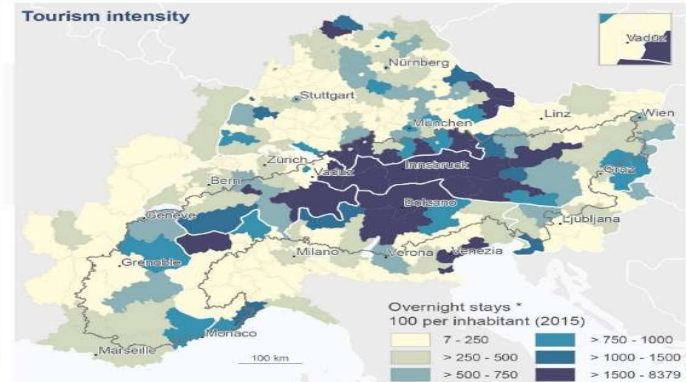 Tourism intensity
Vadüz
Nürnberg
Stuttgart
Linz
Wien
München
Zürich
Vaduz
Innsbruck
Graz
Bern
Bolzano
Genève
Ljubljana
Milano
Verona
Venezia
Grenoble
Monaco
Marseille
100 km
Overnight stays *
100 per inhabitant (2015)
7 - 250
> 750 - 1000
> 250 - 500
> 1000 - 1500
> 500 - 750
> 1500 - 8379